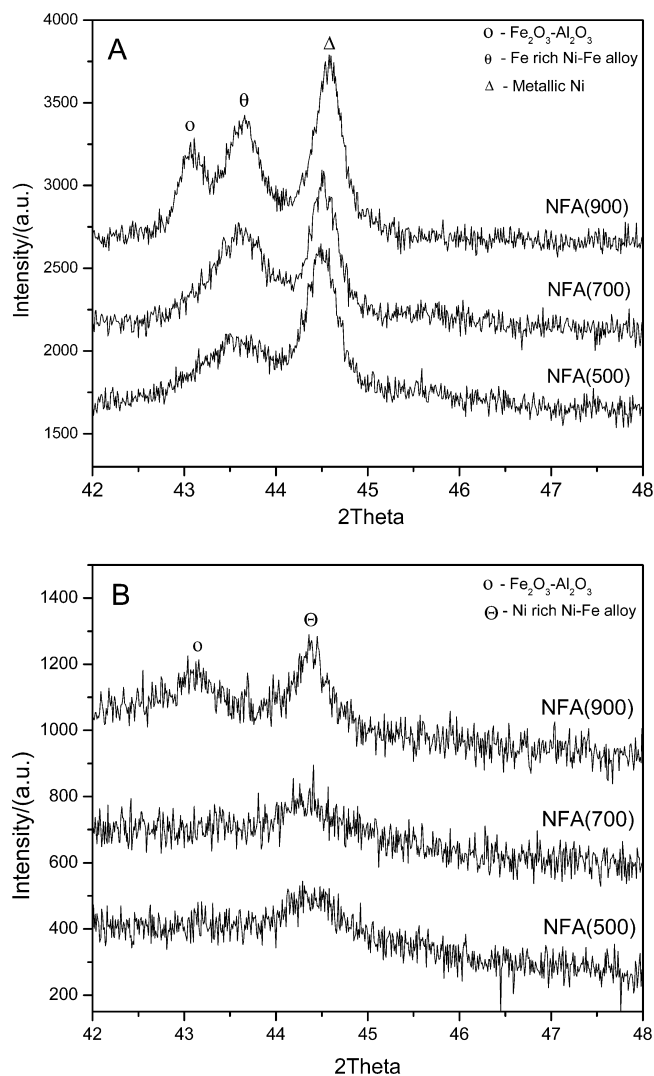 A
ο - Fe₂O₃-Al₂O₃
θ - Fe rich Ni-Fe alloy
Δ - Metallic Ni
ο θ Δ
NFA(900)
NFA(700)
NFA(500)
4000
3500
3000
2500
2000
1500
Intensity/(a.u.)
42 43 44 45 46 47 48
2Theta
B
ο - Fe₂O₃-Al₂O₃
Θ - Ni rich Ni-Fe alloy
ο Θ
NFA(900)
NFA(700)
NFA(500)
1400
1200
1000
800
600
400
200
Intensity/(a.u.)
42 43 44 45 46 47 48
2Theta